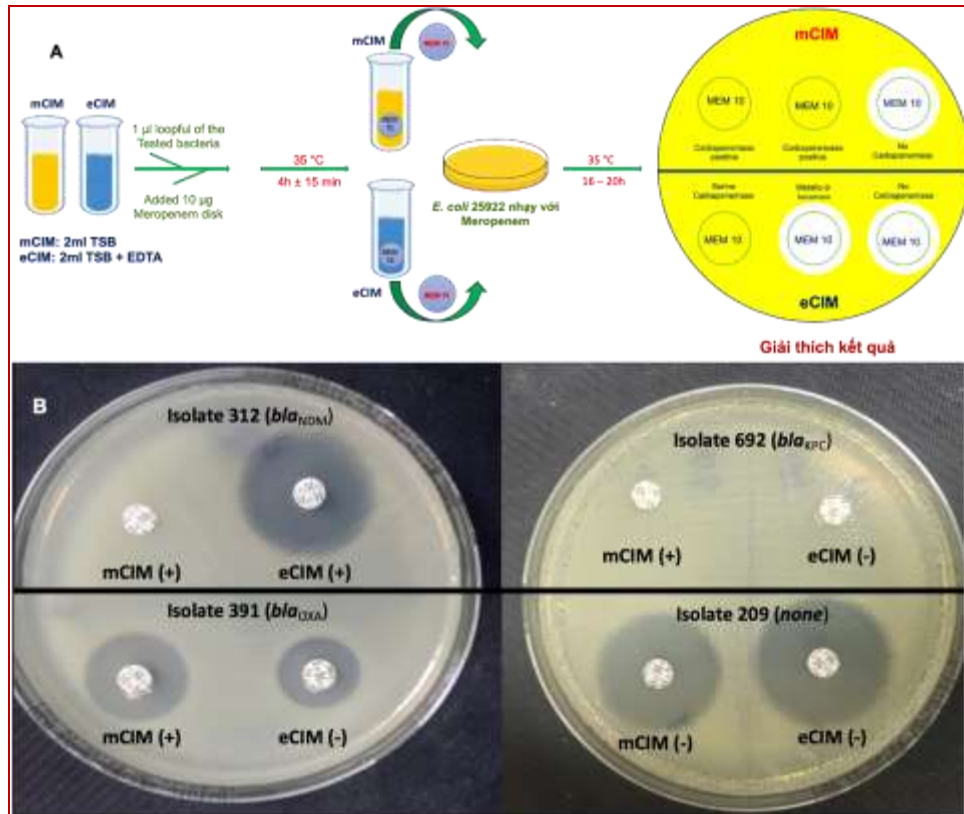 A
mCIM eCIM
1 µl loopful of the
Tested bacteria
Added 10 µg
Meropenem disk
mCIM: 2ml TSB
eCIM: 2ml TSB + EDTA
35 °C
4h ± 15 min
mCIM
eCIM
E. coli 25922 nhạy với
Meropenem
35 °C
16 – 20h
mCIM
MEM 10 MEM 10 MEM 10
Carbapenemase
positive
Carbapenemase
positive
No
Carbapenemase
Serine
Carbapenemase
No
Carbapenemase
MEM 10 MEM 10 MEM 10
eCIM
Giải thích kết quả
B
Isolate 312 (blaNDM)
mCIM (+) eCIM (+)
Isolate 391 (blaOXA)
mCIM (+) eCIM (-)
Isolate 692 (blaKPC)
mCIM (+) eCIM (-)
Isolate 209 (none)
mCIM (-) eCIM (-)